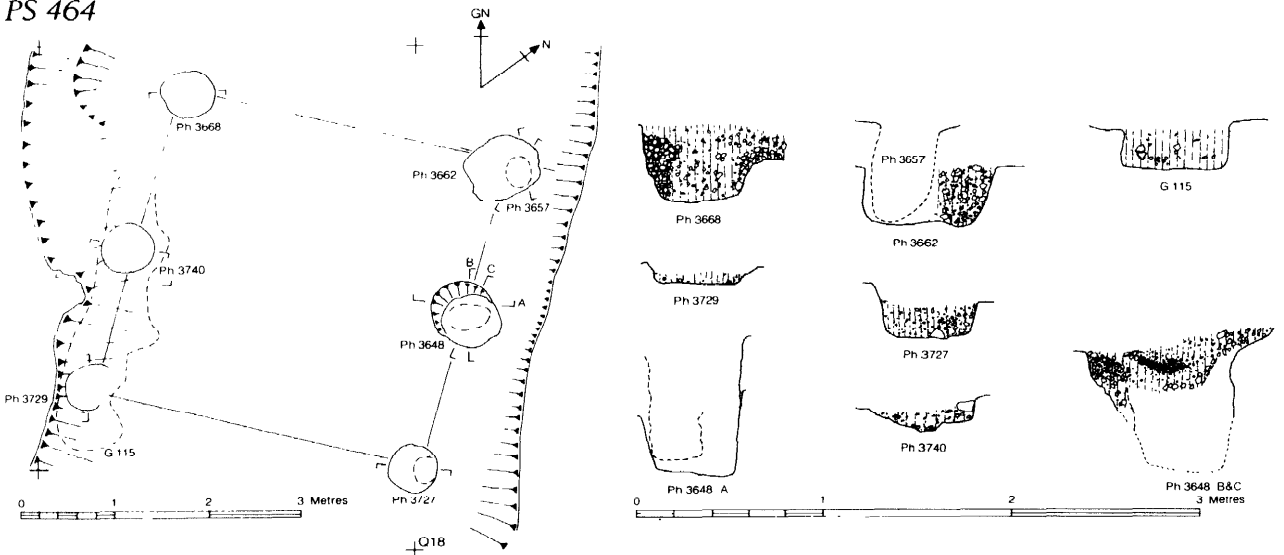 PS 464
GN
N
Ph 3668
Ph 3662
Ph 3657
Ph 3740
B
C
A
Ph 3648
L
Ph 3729
G 115
Ph 3727
0 1 2 3 Metres
Q18
Ph 3668
Ph 3657
Ph 3662
G 115
Ph 3729
Ph 3727
Ph 3740
Ph 3648 A
Ph 3648 B&C
0 1 2 3 Metres